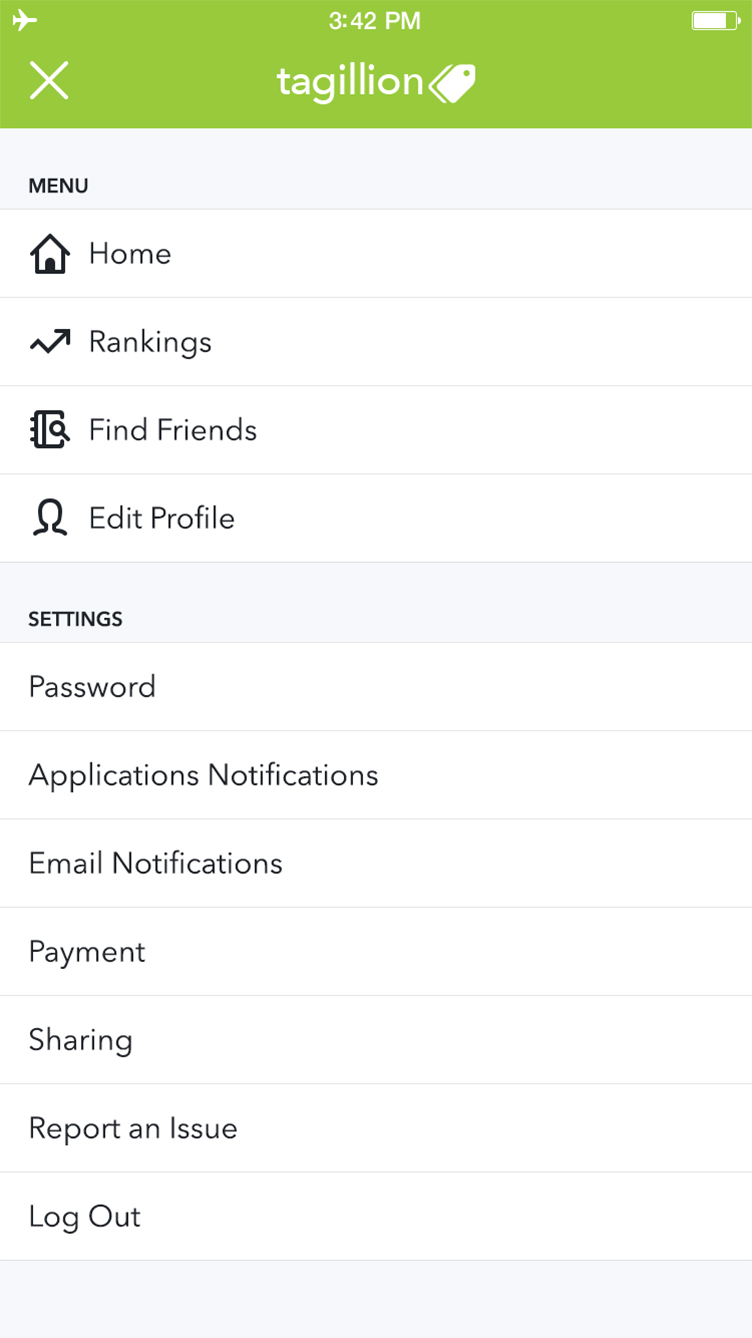 3:42 PM
tagillion
MENU
Home
Rankings
Find Friends
Edit Profile
SETTINGS
Password
Applications Notifications
Email Notifications
Payment
Sharing
Report an Issue
Log Out